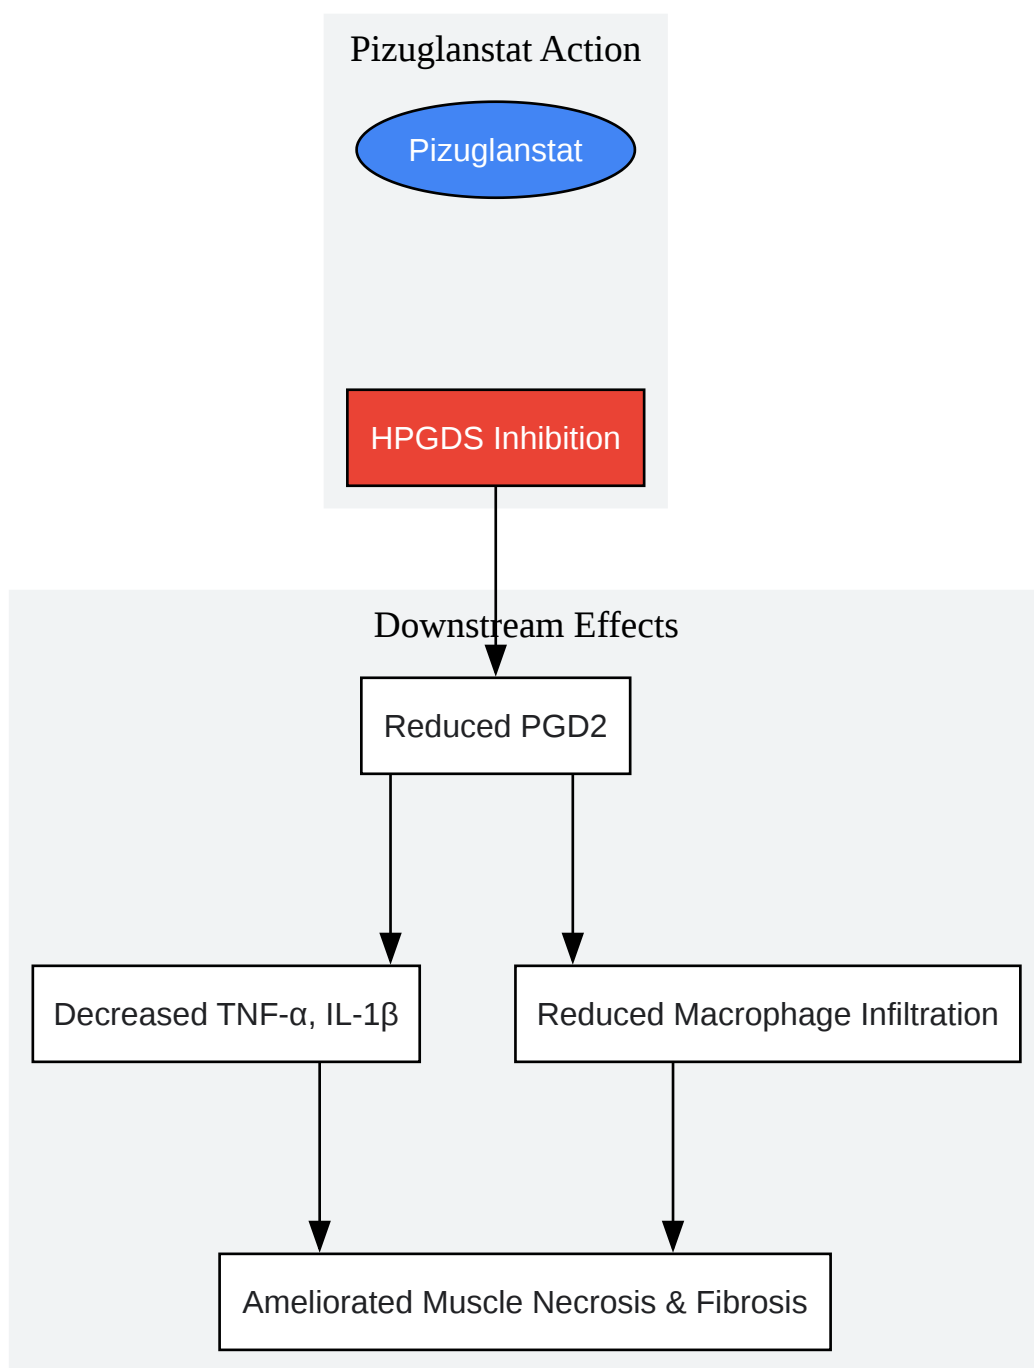 Pizuglanstat Action
Pizuglanstat
HPGDS Inhibition
Downstream Effects
Reduced PGD2
Decreased TNF-α, IL-1β
Reduced Macrophage Infiltration
Ameliorated Muscle Necrosis & Fibrosis